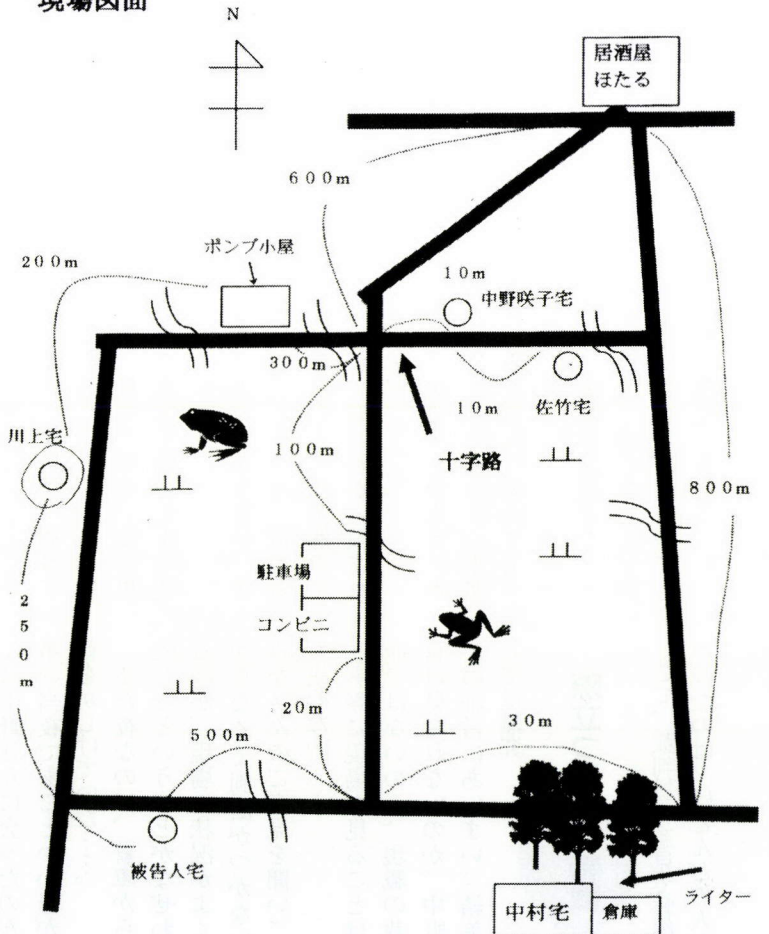 現場図面
N
居酒屋
ほたる
600m
ポンプ小屋
200m
10m
中野咲子宅
300m
10m
佐竹宅
川上宅
100m
十字路
800m
駐車場
コンビニ
250m
20m
500m
30m
被告人宅
中村宅
倉庫
ライター